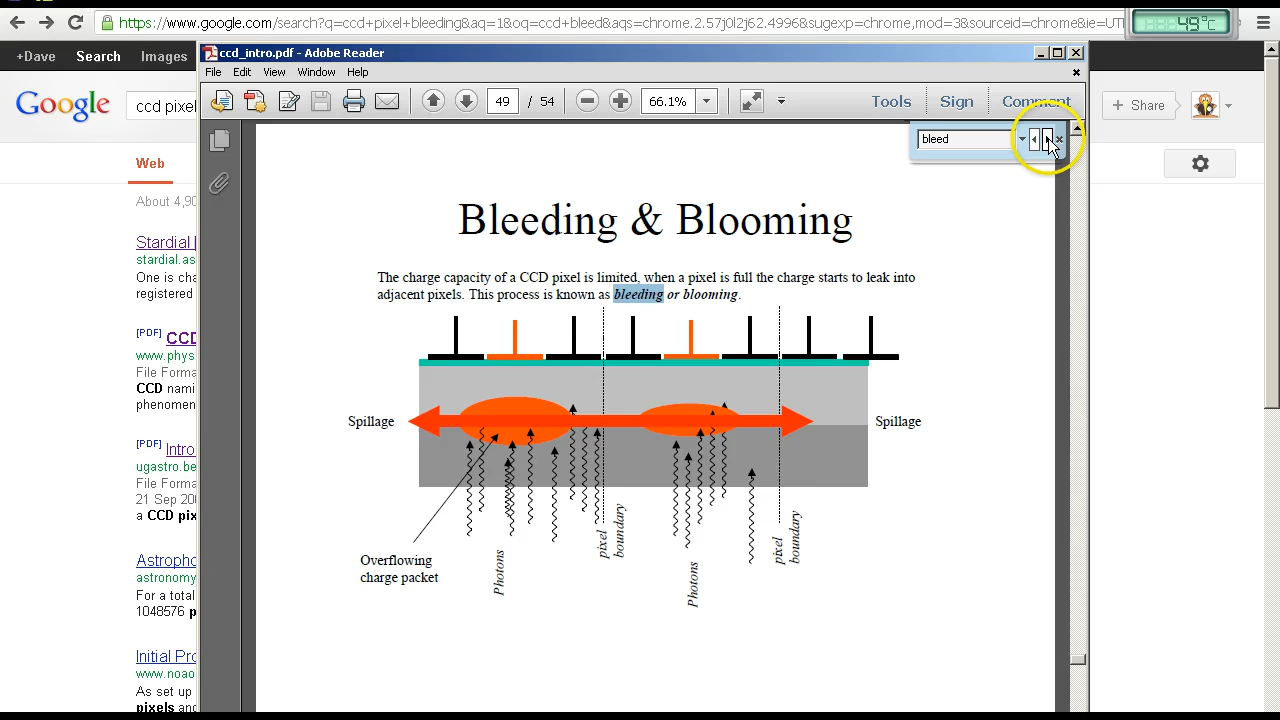 https://www.google.com/search?q=ccd+pixel+bleeding&aq=1&oq=ccd+bleed&aqs=chrome.2.57j0l2j62.4996&sugexp=chrome,mod=3&sourceid=chrome&ie=UT
49°C
+Dave Search Images
ccd_intro.pdf - Adobe Reader
File Edit View Window Help
Google
ccd pixel
49 / 54
66.1%
Tools Sign Comment
Share
bleed
Web
About 4,90
Bleeding & Blooming
Stardial
stardial.as
One is cha
registered
The charge capacity of a CCD pixel is limited, when a pixel is full the charge starts to leak into
adjacent pixels. This process is known as bleeding or blooming.
[PDF] CCD
www.phys
File Format
CCD nami
phenomen
Spillage
Spillage
[PDF] Intro
ugastro.be
File Forma
21 Sep 200
a CCD pix
pixel
boundary
pixel
boundary
Photons
Photons
Overflowing
charge packet
Astrophot
astronomy
For a total
1048576 p
Initial Pro
www.noao
As set up
pixels and